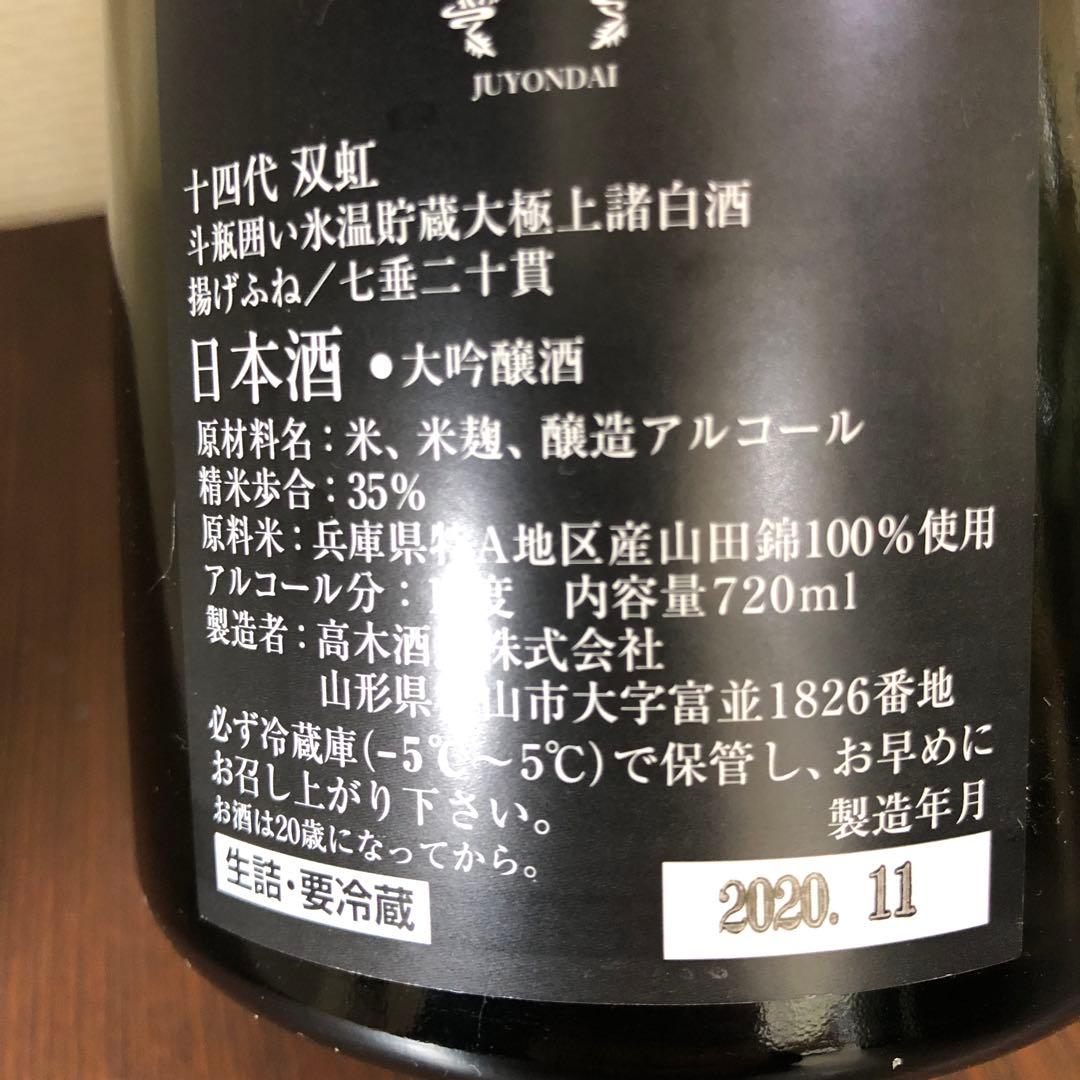 JUYONDAI
十四代 双虹
斗瓶囲い氷温貯蔵大極上諸白酒
揚げふね／七垂二十貫
日本酒 ●大吟醸酒
原材料名：米、米麹、醸造アルコール
精米歩合：35%
原料米：兵庫県特A地区産山田錦100%使用
アルコール分： 度 内容量720ml
製造者：高木酒 株式会社
山形県 山市大字富並1826番地
必ず冷蔵庫(-5℃～5℃)で保管し、お早めに
お召し上がり下さい。
お酒は20歳になってから。
製造年月
生詰・要冷蔵
2020. 11